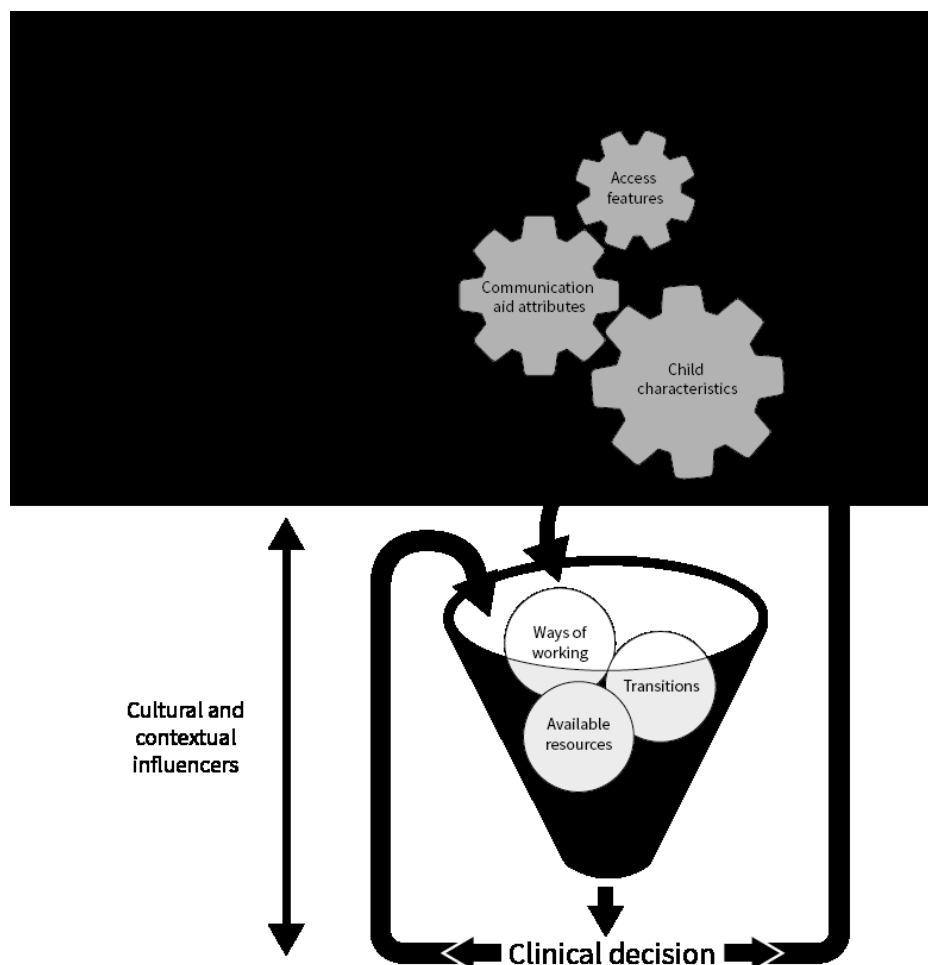 Access
features
Communication
aid attributes
Child
characteristics
Ways of
working
Transitions
Available
resources
Cultural and
contextual
influencers
Clinical decision